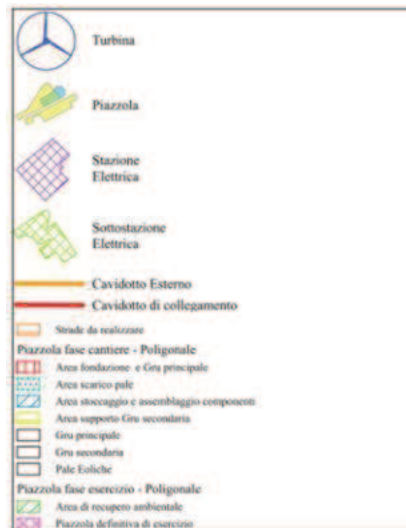 Turbina
Piazzola
Stazione
Elettrica
Sottostazione
Elettrica
Cavidotto Esterno
Cavidotto di collegamento
Strade da realizzare
Piazzola fase cantiere - Poligonale
Area fondazione e Gru principale
Area scarico pale
Area stoccaggio e assemblaggio componenti
Area supporto Gru secondaria
Gru principale
Gru secondaria
Pale Eoliche
Piazzola fase esercizio - Poligonale
Area di recupero ambientale
Piazzola definitiva di esercizio